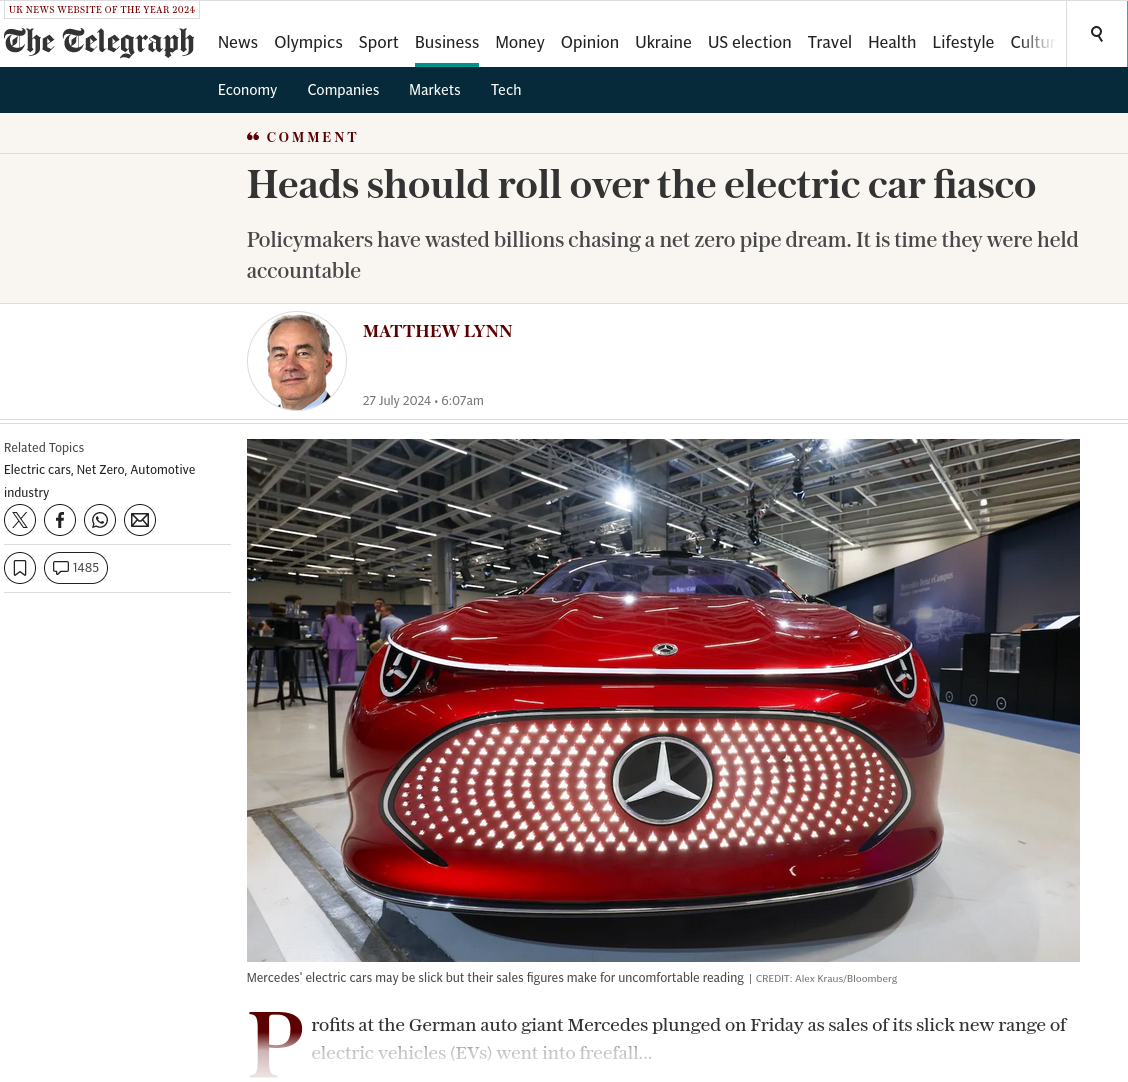 UK NEWS WEBSITE OF THE YEAR 2024
The Telegraph
News Olympics Sport Business Money Opinion Ukraine US election Travel Health Lifestyle Cultur
Economy Companies Markets Tech
“ COMMENT
Heads should roll over the electric car fiasco
Policymakers have wasted billions chasing a net zero pipe dream. It is time they were held
accountable
MATTHEW LYNN
27 July 2024 • 6:07am
Related Topics
Electric cars, Net Zero, Automotive
industry
1485
Mercedes-Benz eCampus
Mercedes' electric cars may be slick but their sales figures make for uncomfortable reading | CREDIT: Alex Kraus/Bloomberg
Profits at the German auto giant Mercedes plunged on Friday as sales of its slick new range of
electric vehicles (EVs) went into freefall...